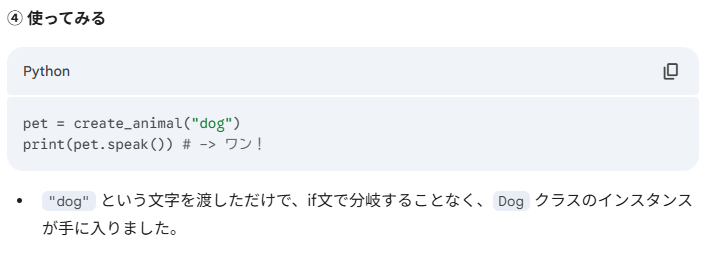 ④ 使ってみる
Python
pet = create_animal("dog")
print(pet.speak()) # -> ワン！
"dog" という文字を渡しただけで、if文で分岐することなく、 Dog クラスのインスタンス
が手に入りました。